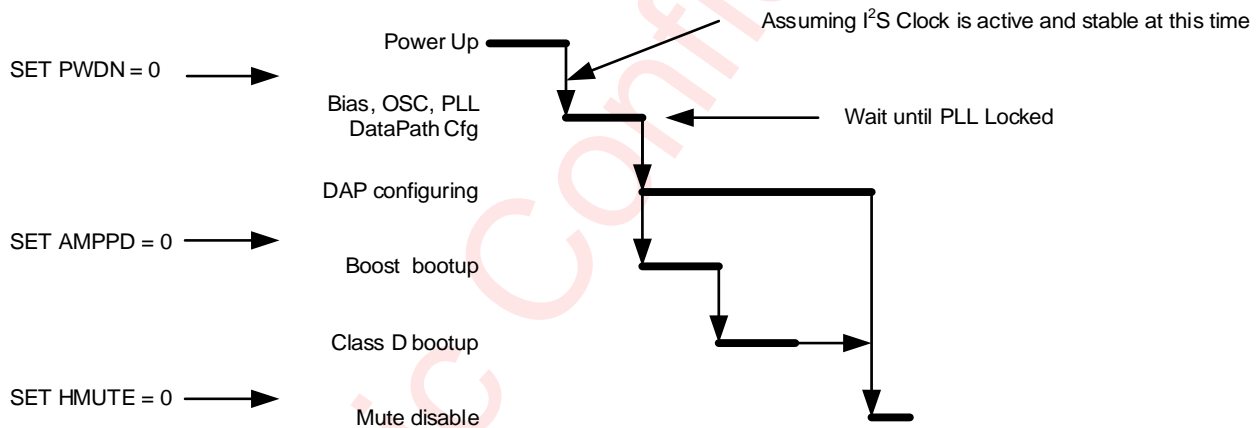 Assuming I²S Clock is active and stable at this time
Power Up
SET PWDN = 0
Bias, OSC, PLL
DataPath Cfg
Wait until PLL Locked
DAP configuring
SET AMPPD = 0
Boost bootup
Class D bootup
SET HMUTE = 0
Mute disable
ic Confi